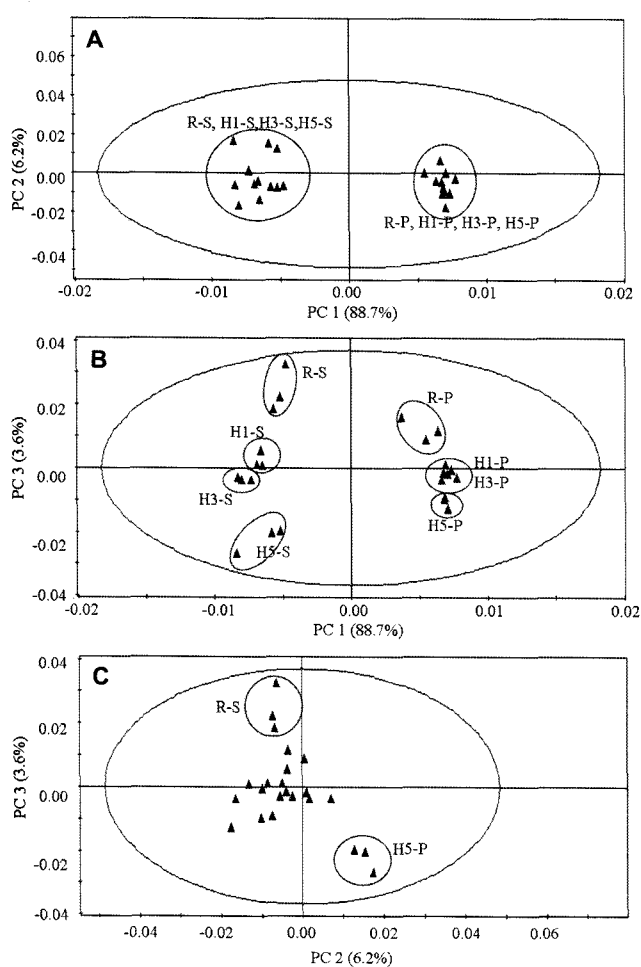 A
0.06
0.04
0.02
0.00
-0.02
-0.04
PC 2 (6.2%)
R-S, H1-S,H3-S,H5-S
R-P, H1-P, H3-P, H5-P
-0.02 -0.01 0.00 0.01 0.02
PC 1 (88.7%)
B
0.04
0.02
0.00
-0.02
-0.04
PC 3 (3.6%)
R-S
R-P
H1-S
H1-P
H3-S
H3-P
H5-S
H5-P
-0.02 -0.01 0.00 0.01 0.02
PC 1 (88.7%)
C
0.04
0.02
0.00
-0.02
-0.04
PC 3 (3.6%)
R-S
H5-P
-0.04 -0.02 0.00 0.02 0.04 0.06
PC 2 (6.2%)